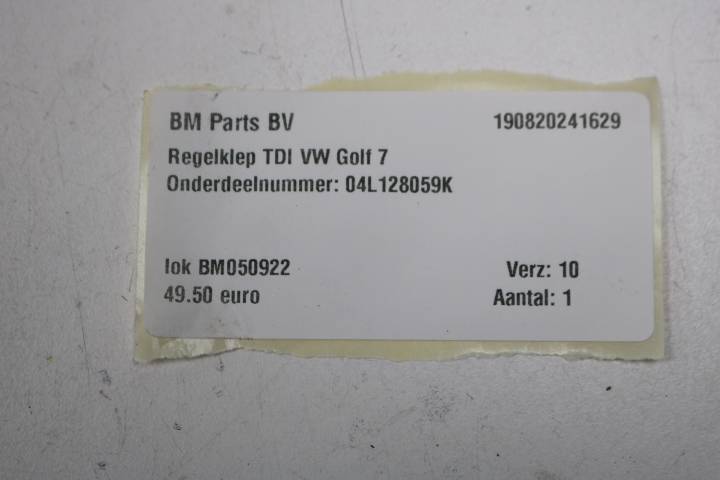 BM Parts BV 190820241629
Regelklep TDI VW Golf 7
Onderdeelnummer: 04L128059K
lok BM050922 Verz: 10
49.50 euro Aantal: 1